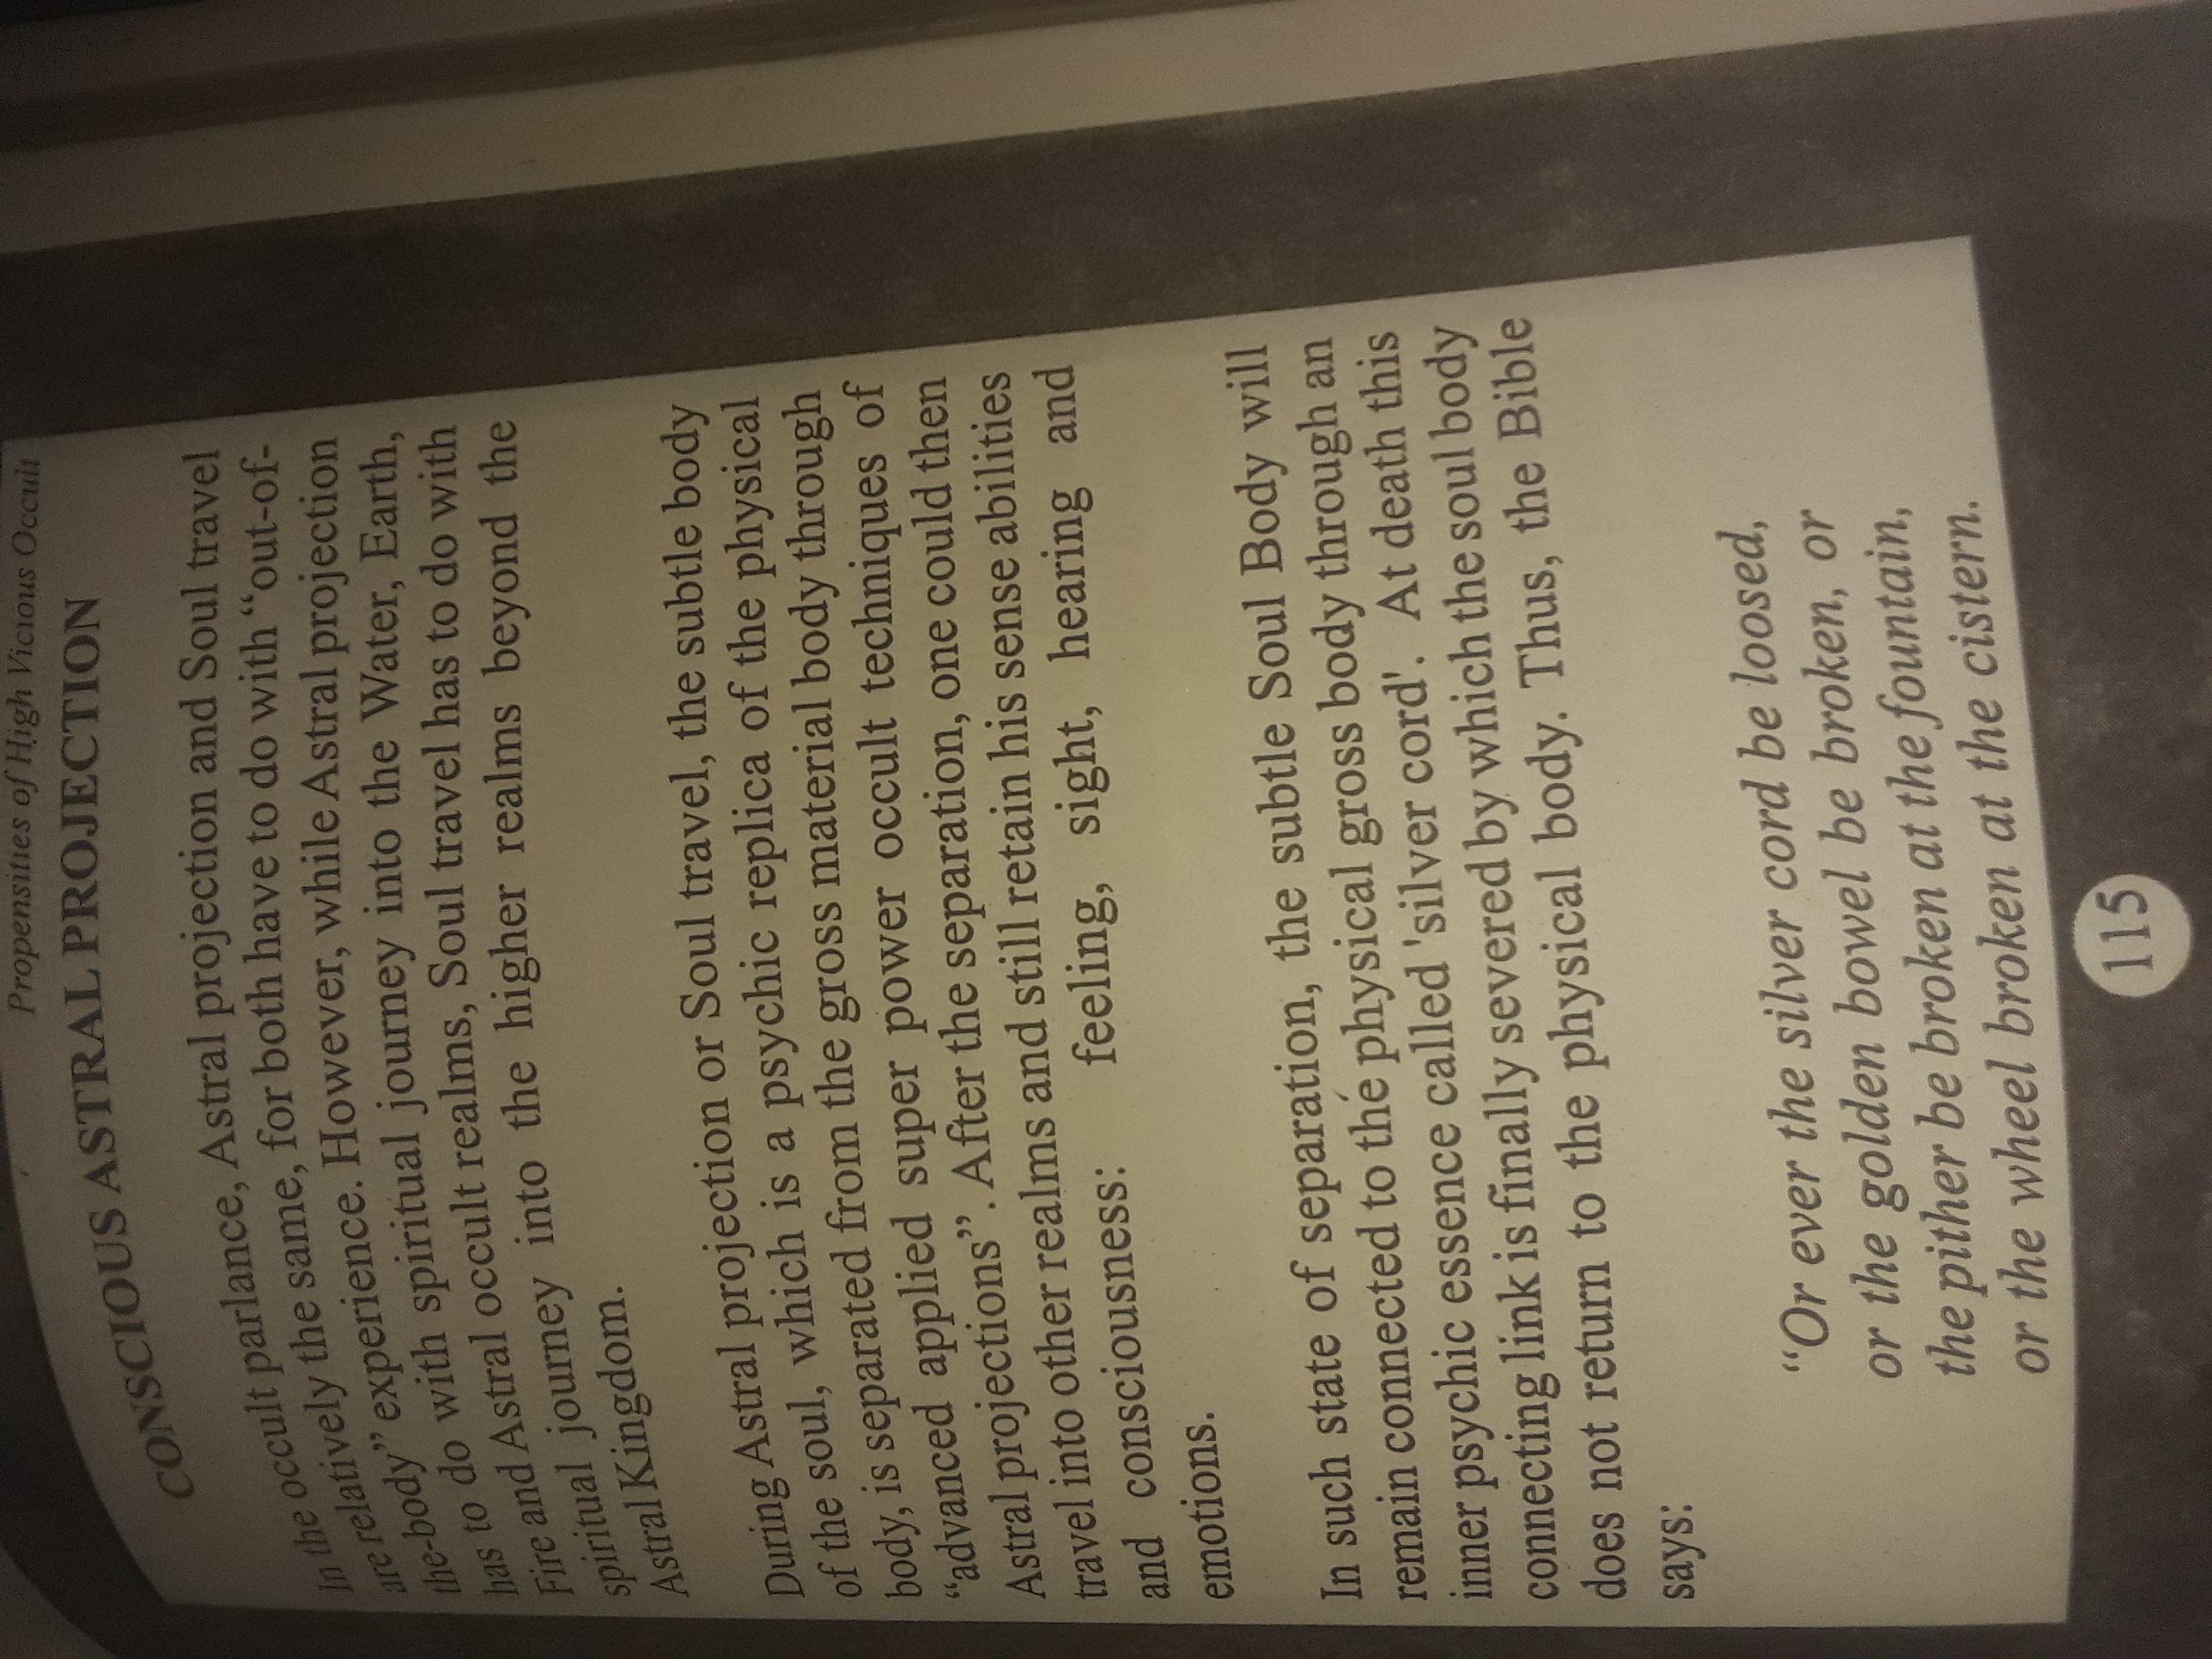 Propensities of High Vicious Occult
CONSCIOUS ASTRAL PROJECTION
In the occult parlance, Astral projection and Soul travel
are relatively the same, for both have to do with “out-of-
the-body” experience. However, while Astral projection
has to do with spiritual journey into the Water, Earth,
Fire and Astral occult realms, Soul travel has to do with
spiritual journey into the higher realms beyond the
Astral Kingdom.
During Astral projection or Soul travel, the subtle body
of the soul, which is a psychic replica of the physical
body, is separated from the gross material body through
“advanced applied super power occult techniques of
Astral projections”. After the separation, one could then
travel into other realms and still retain his sense abilities
and consciousness: feeling, sight, hearing and
emotions.
In such state of separation, the subtle Soul Body will
remain connected to the physical gross body through an
inner psychic essence called 'silver cord'. At death this
connecting link is finally severed by which the soul body
does not return to the physical body. Thus, the Bible
says:
“Or ever the silver cord be loosed,
or the golden bowel be broken, or
the pither be broken at the fountain,
or the wheel broken at the cistern.
115